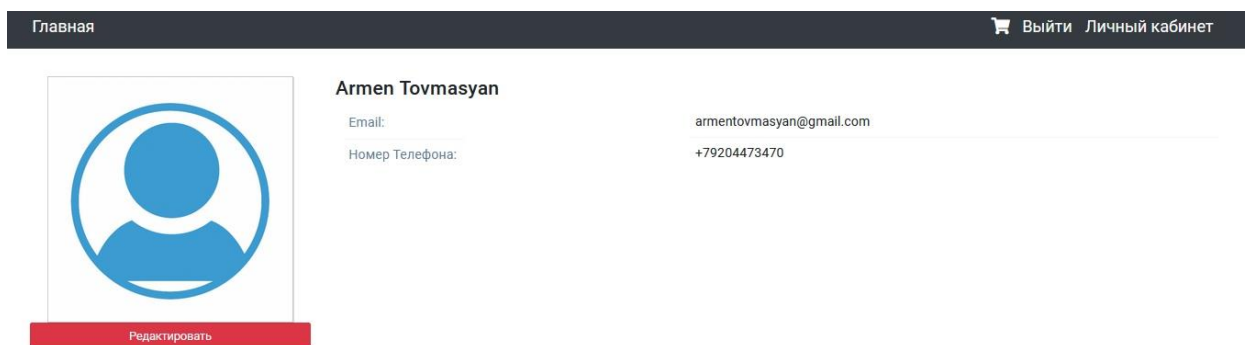 Главная Выйти Личный кабинет
Armen Tovmasyan
Email: armentovmasyan@gmail.com
Номер Телефона: +79204473470
Редактировать